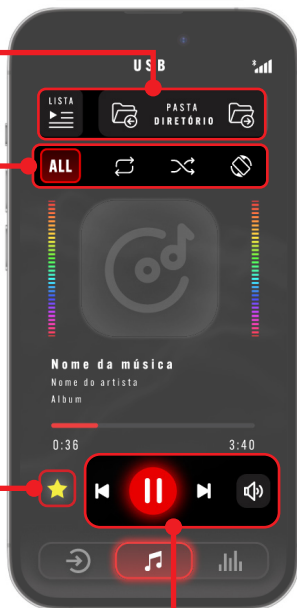 USB
LISTA
PASTA
DIRETÓRIO
ALL
Nome da música
Nome do artista
Album
0:36 3:40